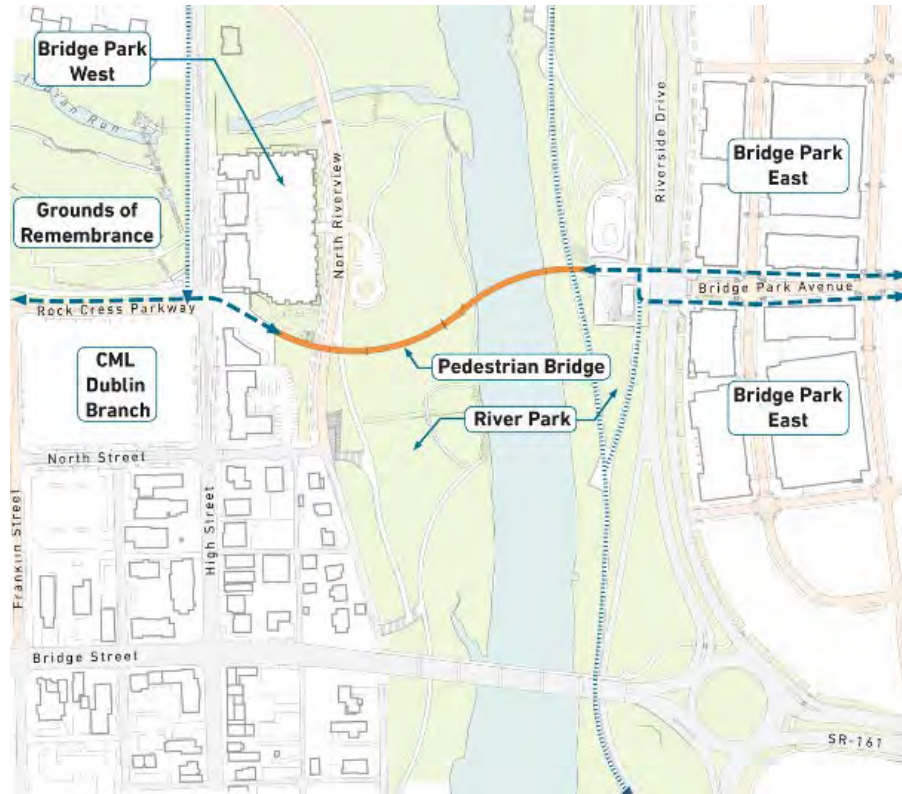 Bridge Park
West
Indian Run
Grounds of
Remembrance
North Riverview
Riverside Drive
Bridge Park
East
Rock Cress Parkway
Bridge Park Avenue
CML
Dublin
Branch
Pedestrian Bridge
River Park
Bridge Park
East
North Street
High Street
Franklin Street
Bridge Street
SR-161